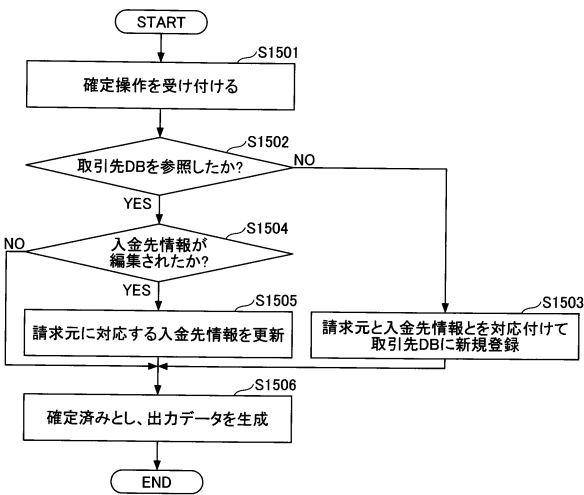 START
S1501
確定操作を受け付ける
S1502
取引先DBを参照したか?
NO
YES
S1504
NO
入金先情報が
編集されたか?
YES
S1505
請求元に対応する入金先情報を更新
S1503
請求元と入金先情報とを対応付けて
取引先DBに新規登録
S1506
確定済みとし、出力データを生成
END